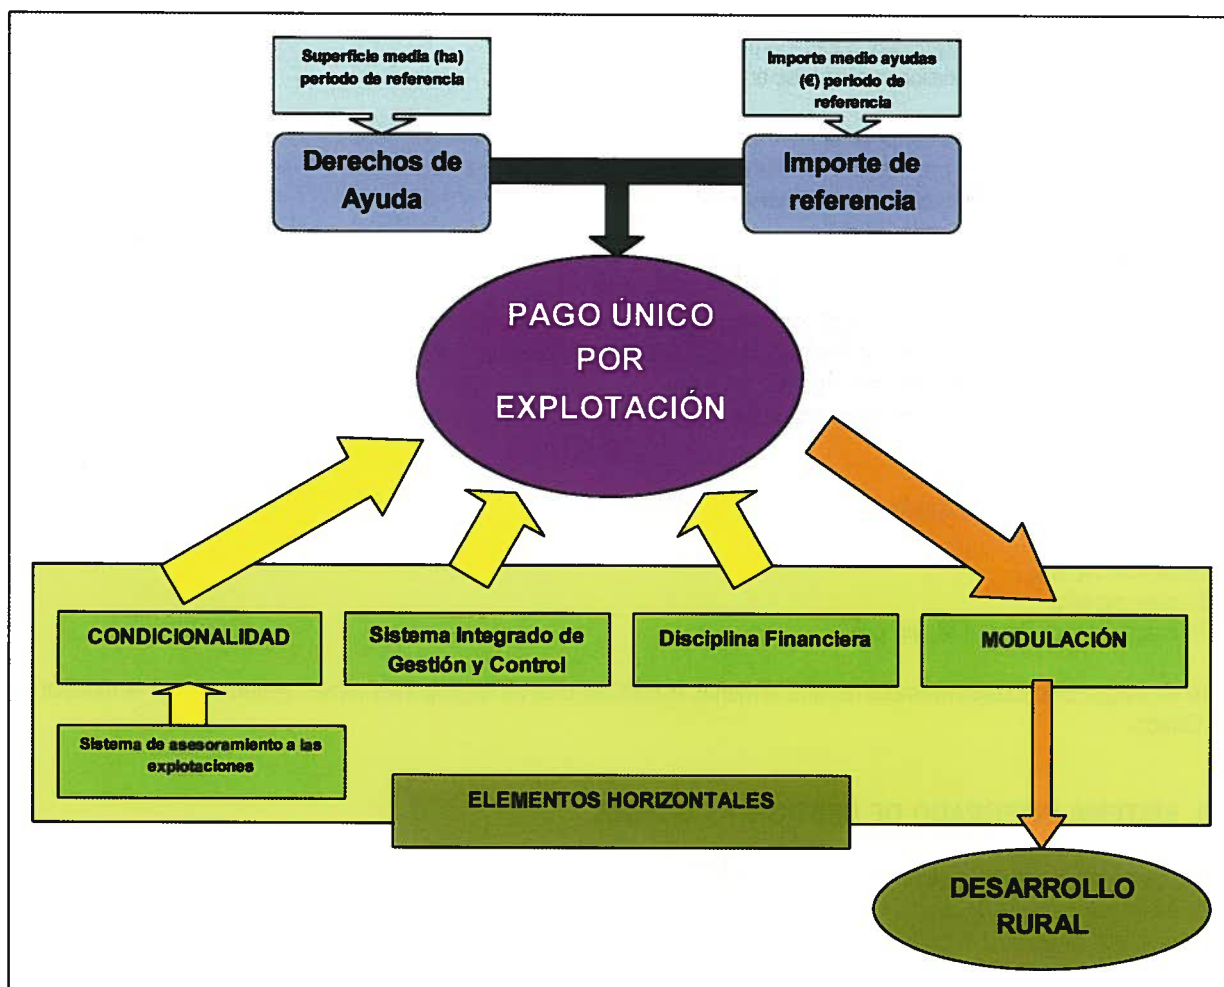 Superficie media (ha)
periodo de referencia
Importe medio ayudas
(€) periodo de
referencia
Derechos de
Ayuda
Importe de
referencia
PAGO ÚNICO
POR
EXPLOTACIÓN
CONDICIONALIDAD
Sistema Integrado de
Gestión y Control
Disciplina Financiera
MODULACIÓN
Sistema de asesoramiento a las
explotaciones
ELEMENTOS HORIZONTALES
DESARROLLO
RURAL